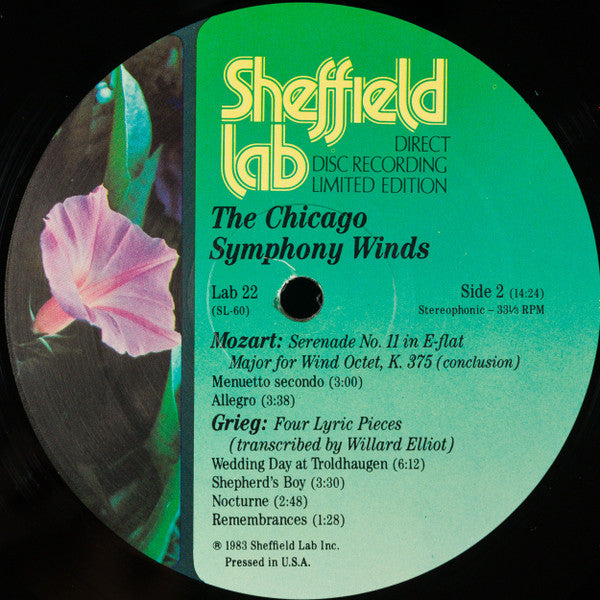 Sheffield
Lab
DIRECT
DISC RECORDING
LIMITED EDITION
The Chicago
Symphony Winds
Lab 22
Side 2 (14:24)
(SL-60)
Stereophonic – 33⅓ RPM
Mozart: Serenade No. 11 in E-flat
Major for Wind Octet, K. 375 (conclusion)
Menuetto secondo (3:00)
Allegro (3:38)
Grieg: Four Lyric Pieces
(transcribed by Willard Elliot)
Wedding Day at Troldhaugen (6:12)
Shepherd's Boy (3:30)
Nocturne (2:48)
Remembrances (1:28)
® 1983 Sheffield Lab Inc.
Pressed in U.S.A.